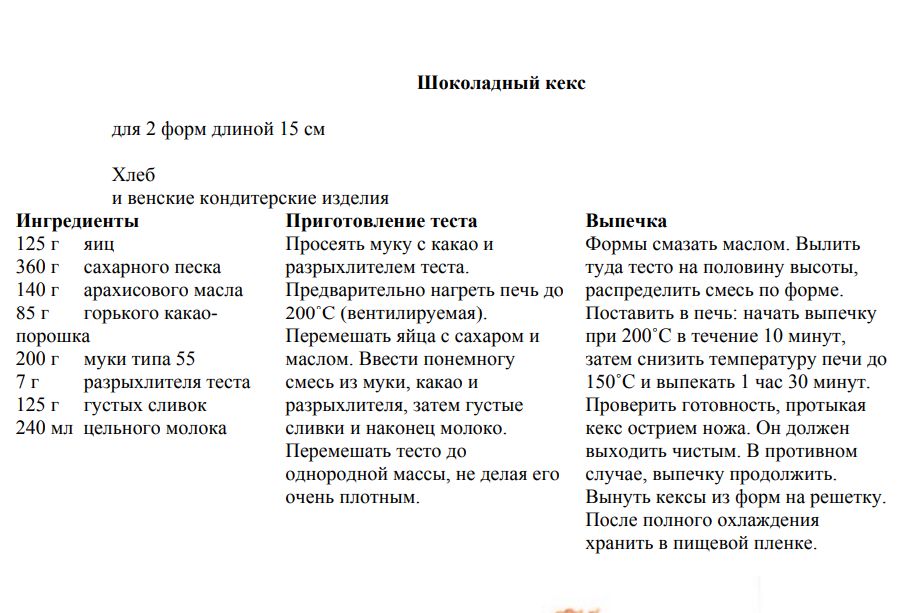 Шоколадный кекс
для 2 форм длиной 15 см
Хлеб
и венские кондитерские изделия
Ингредиенты
125 г яиц
360 г сахарного песка
140 г арахисового масла
85 г горького какао-
порошка
200 г муки типа 55
7 г разрыхлителя теста
125 г густых сливок
240 мл цельного молока
Приготовление теста
Просеять муку с какао и
разрыхлителем теста.
Предварительно нагреть печь до
200˚С (вентилируемая).
Перемешать яйца с сахаром и
маслом. Ввести понемногу
смесь из муки, какао и
разрыхлителя, затем густые
сливки и наконец молоко.
Перемешать тесто до
однородной массы, не делая его
очень плотным.
Выпечка
Формы смазать маслом. Вылить
туда тесто на половину высоты,
распределить смесь по форме.
Поставить в печь: начать выпечку
при 200˚С в течение 10 минут,
затем снизить температуру печи до
150˚С и выпекать 1 час 30 минут.
Проверить готовность, протыкая
кекс острием ножа. Он должен
выходить чистым. В противном
случае, выпечку продолжить.
Вынуть кексы из форм на решетку.
После полного охлаждения
хранить в пищевой пленке.